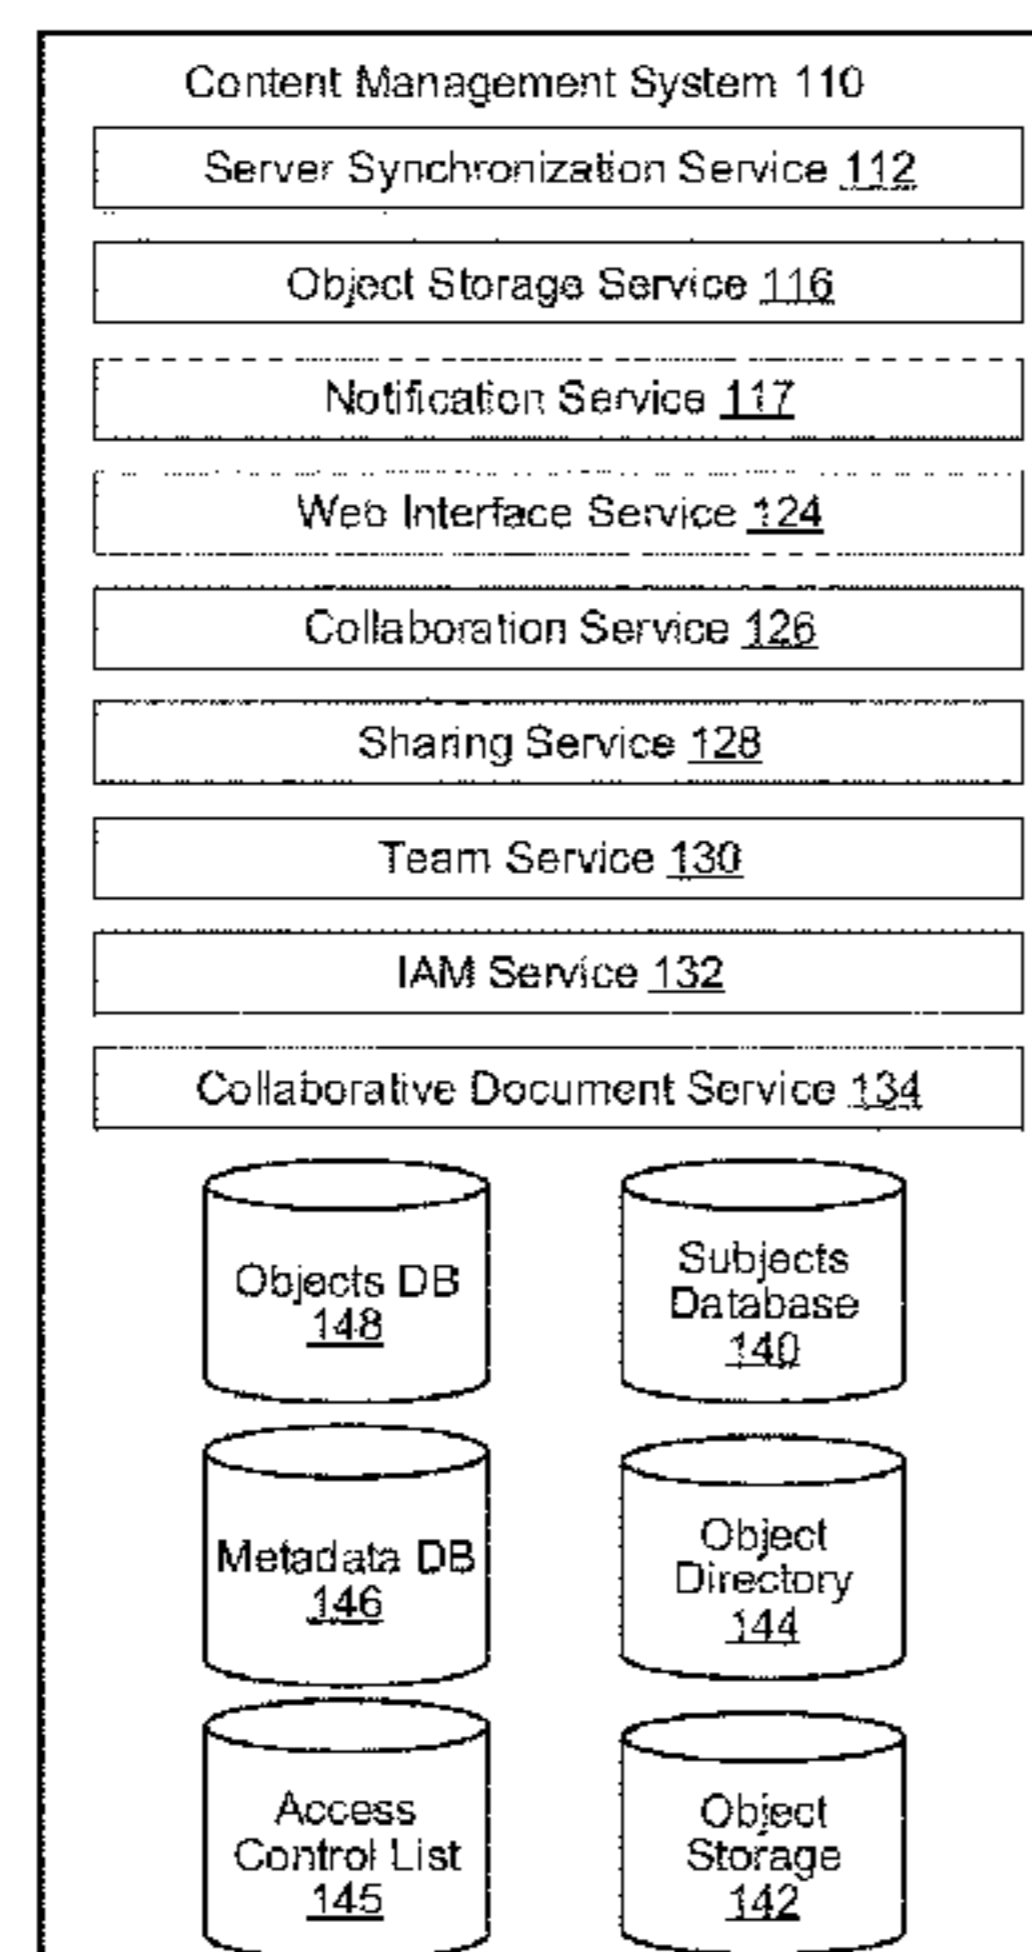 Content Management System 110
Server Synchronization Service 112
Object Storage Service 116
Notification Service 117
Web Interface Service 124
Collaboration Service 126
Sharing Service 128
Team Service 130
IAM Service 132
Collaborative Document Service 134
Objects DB
148
Subjects
Database
140
Metadata DB
146
Object
Directory
144
Access
Control List
145
Object
Storage
142